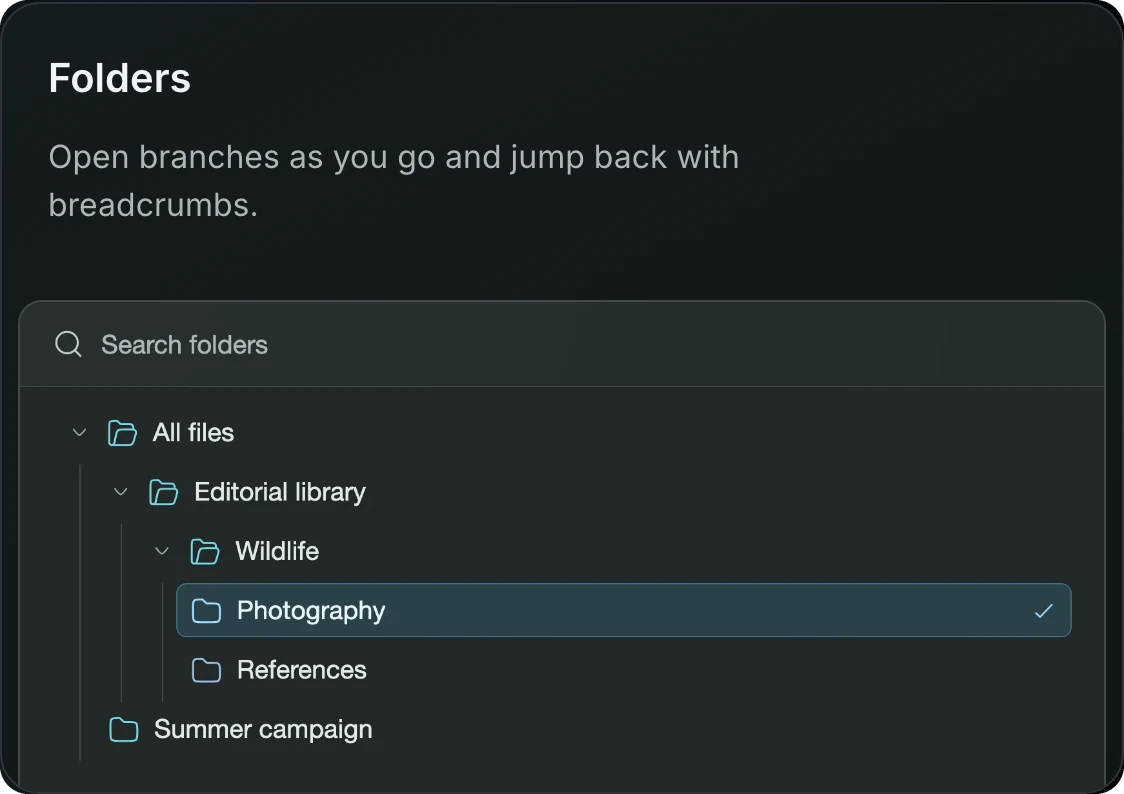 Folders
Open branches as you go and jump back with
breadcrumbs.
Search folders
All files
Editorial library
Wildlife
Photography
References
Summer campaign